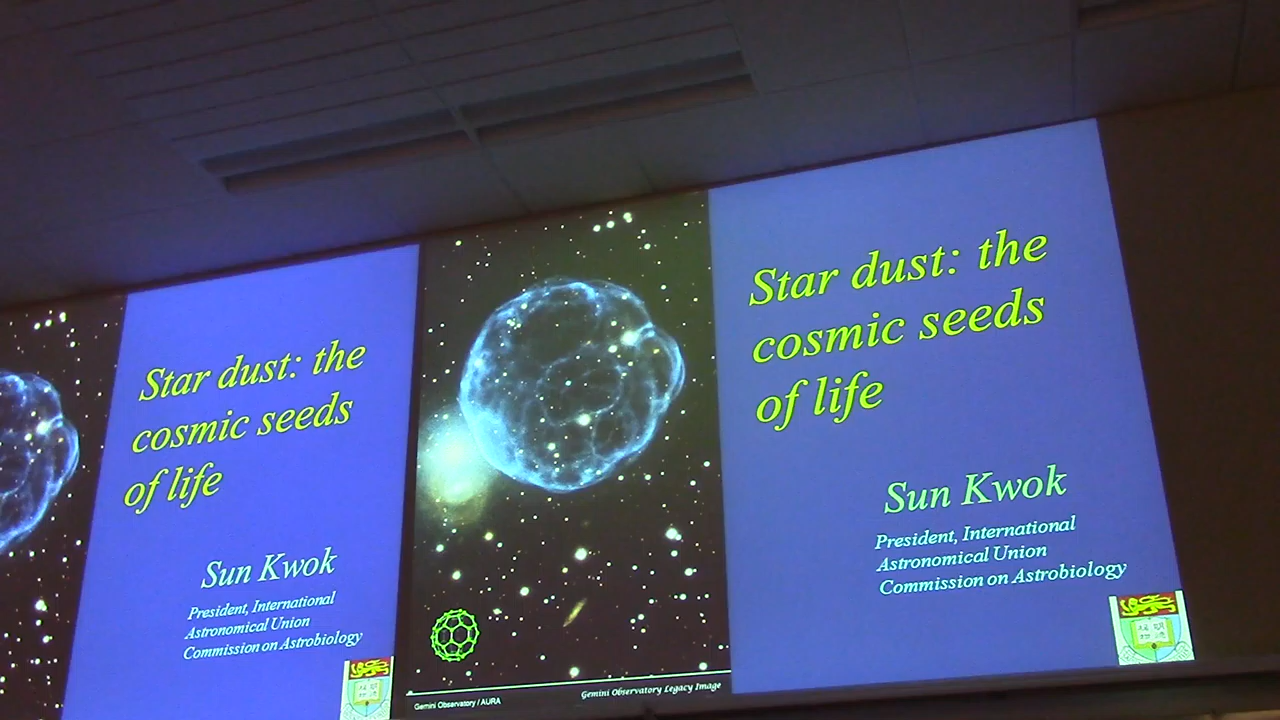 Star dust: the
cosmic seeds
of life
Sun Kwok
President, International
Astronomical Union
Commission on Astrobiology
Star dust: the
cosmic seeds
of life
Sun Kwok
President, International
Astronomical Union
Commission on Astrobiology
Gemini Observatory / AURA
Gemini Observatory Legacy Image